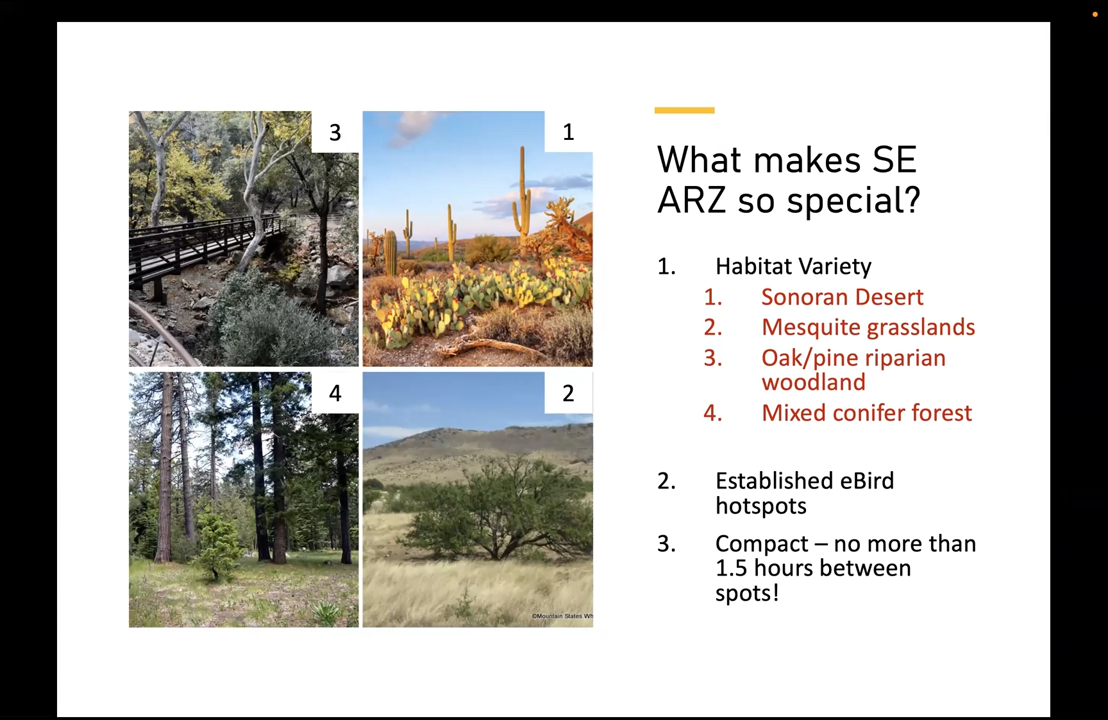 3
1
4
2
©Mountain States Wh
What makes SE
ARZ so special?
1. Habitat Variety
1. Sonoran Desert
2. Mesquite grasslands
3. Oak/pine riparian
woodland
4. Mixed conifer forest
2. Established eBird
hotspots
3. Compact – no more than
1.5 hours between
spots!